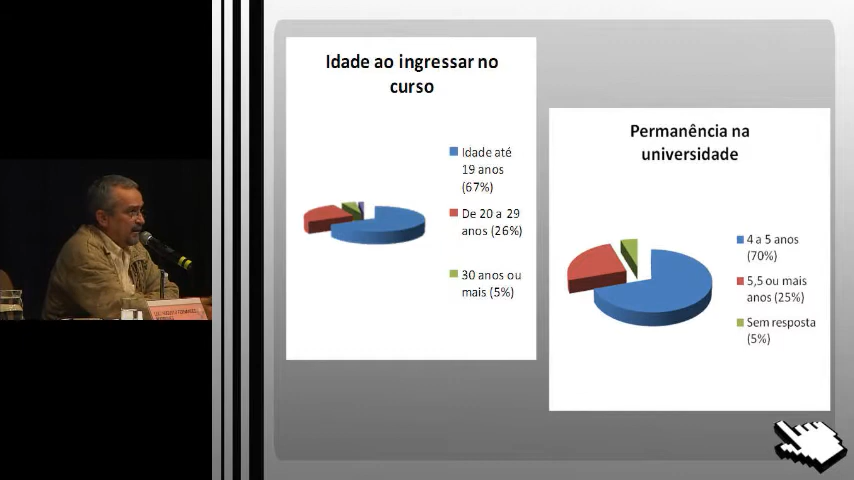 Idade ao ingressar no
curso
Idade até
19 anos
(67%)
De 20 a 29
anos (26%)
30 anos ou
mais (5%)
Permanência na
universidade
4 a 5 anos
(70%)
5,5 ou mais
anos (25%)
Sem resposta
(5%)